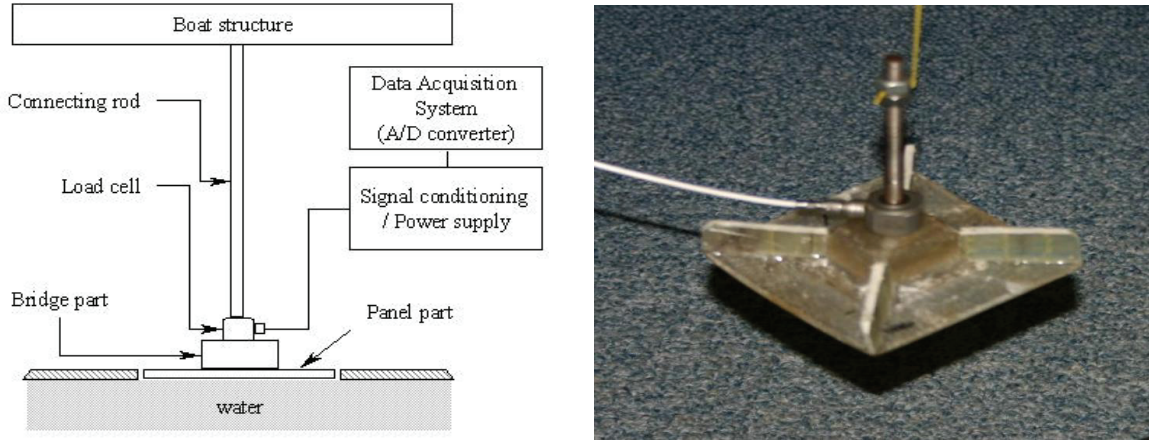 Boat structure
Connecting rod
Data Acquisition
System
(A/D converter)
Load cell
Signal conditioning
/ Power supply
Bridge part
Panel part
water